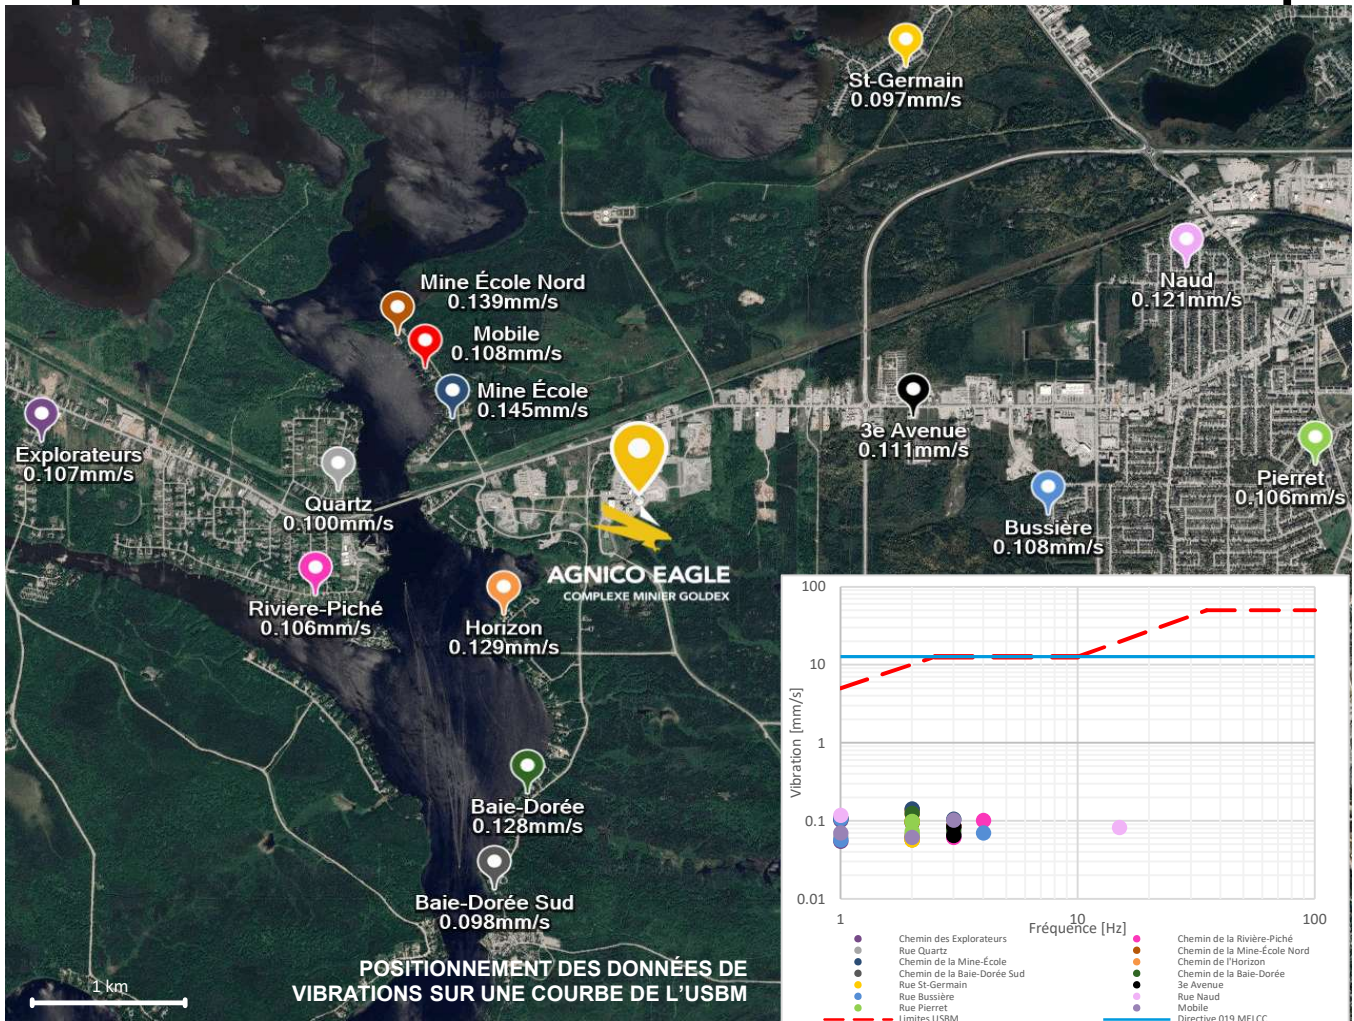 St-Germain
0.097mm/s
Mine École Nord
0.139mm/s
Mobile
0.108mm/s
Mine École
0.145mm/s
Naud
0.121mm/s
Explorateurs
0.107mm/s
Quartz
0.100mm/s
3e Avenue
0.111mm/s
Pierret
0.106mm/s
Bussière
0.108mm/s
Riviere-Piché
0.106mm/s
AGNICO EAGLE
COMPLEXE MINIER GOLDEX
Horizon
0.129mm/s
Baie-Dorée
0.128mm/s
Baie-Dorée Sud
0.098mm/s
1 km
POSITIONNEMENT DES DONNÉES DE
VIBRATIONS SUR UNE COURBE DE L'USBM
Vibration [mm/s]
100
10
1
0.1
0.01
1 10 100
Fréquence [Hz]
Chemin des Explorateurs
Chemin de la Rivière-Piché
Rue Quartz
Chemin de la Mine-École Nord
Chemin de la Mine-École
Chemin de l'Horizon
Chemin de la Baie-Dorée Sud
Chemin de la Baie-Dorée
Rue St-Germain
3e Avenue
Rue Bussière
Rue Naud
Rue Pierret
Mobile
Limites USBM
Directive 019 MELCC